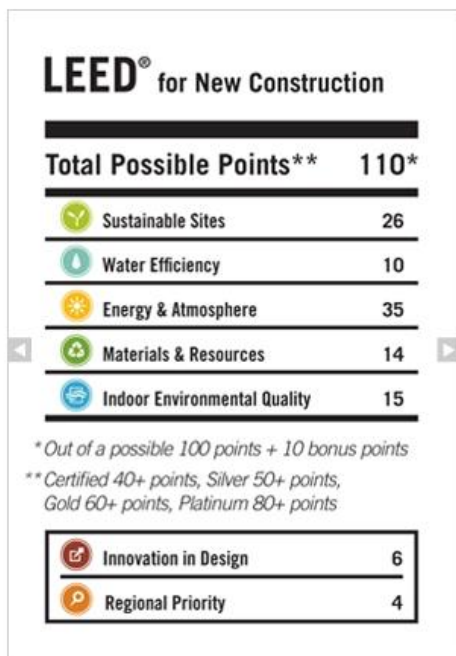 LEED® for New Construction
Total Possible Points** 110*
Sustainable Sites 26
Water Efficiency 10
Energy & Atmosphere 35
Materials & Resources 14
Indoor Environmental Quality 15
*Out of a possible 100 points + 10 bonus points
**Certified 40+ points, Silver 50+ points,
Gold 60+ points, Platinum 80+ points
Innovation in Design 6
Regional Priority 4